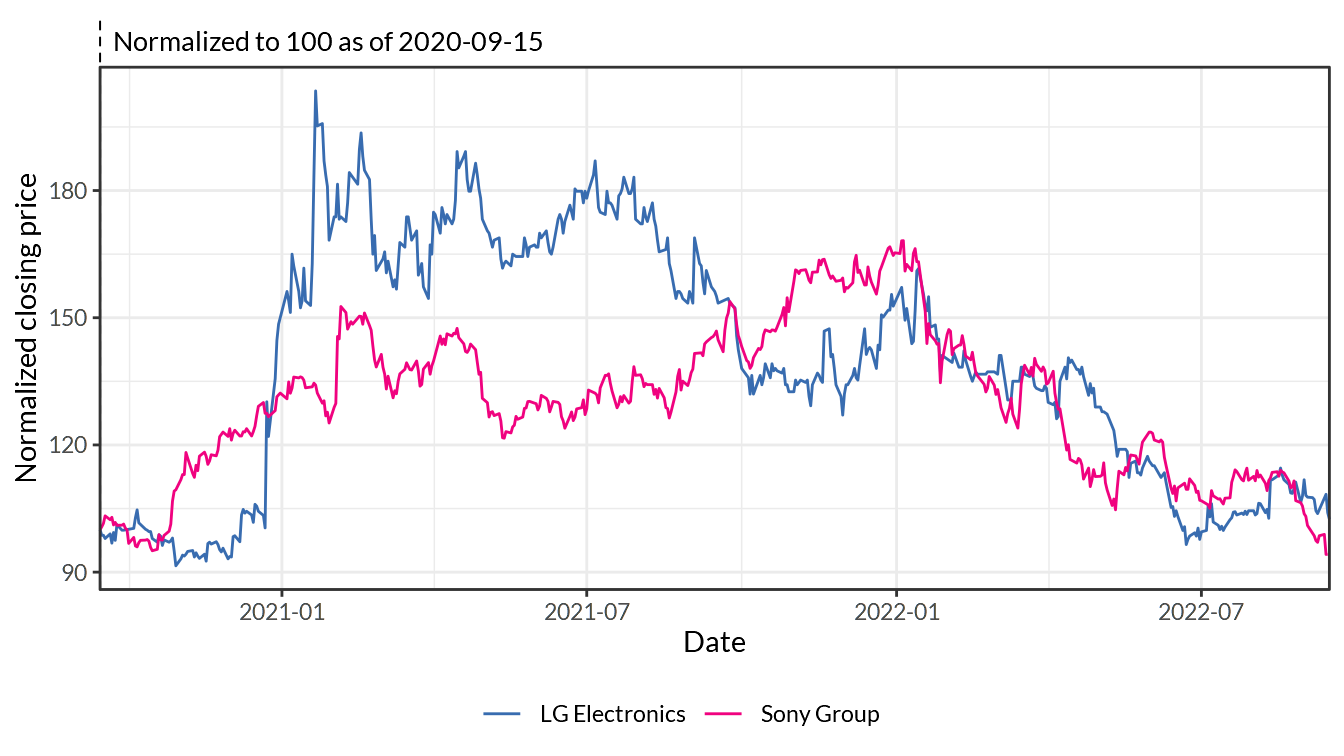 Normalized to 100 as of 2020-09-15
Normalized closing price
180
150
120
90
2021-01
2021-07
2022-01
2022-07
Date
LG Electronics
Sony Group